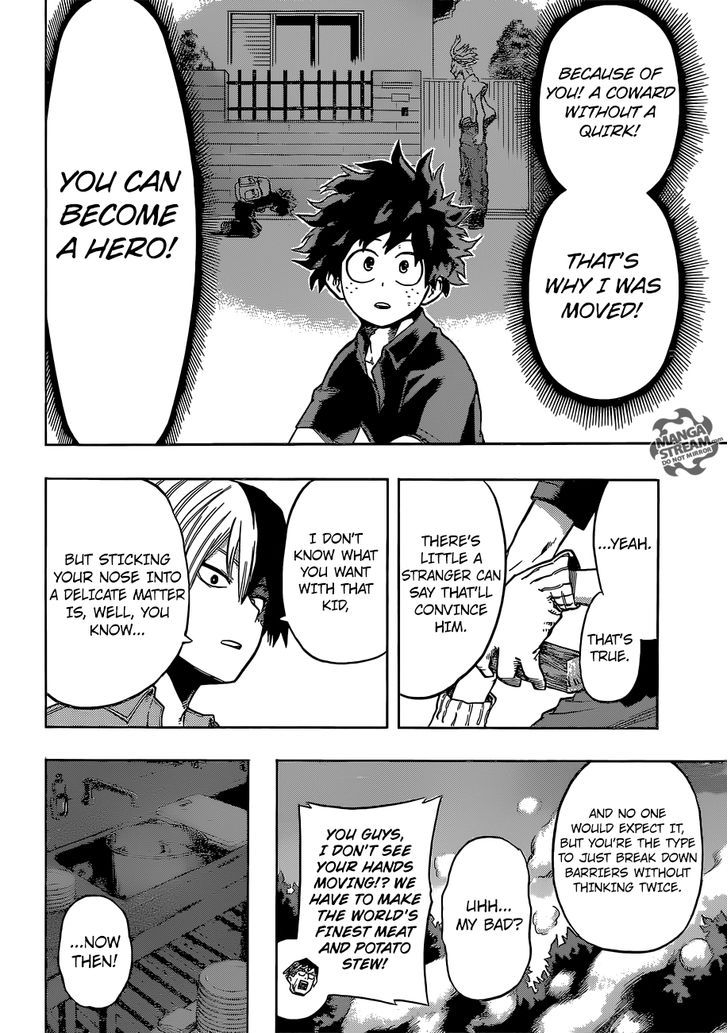 BECAUSE OF
YOU! A COWARD
WITHOUT A
QUIRK!
THAT'S
WHY I WAS
MOVED!
YOU CAN
BECOME
A HERO!
MANGA
STREAM.com
DO NOT MIRROR
...YEAH.
THAT'S
TRUE.
THERE'S
LITTLE A
STRANGER CAN
SAY THAT'LL
CONVINCE
HIM.
I DON'T
KNOW WHAT
YOU WANT
WITH THAT
KID,
BUT STICKING
YOUR NOSE INTO
A DELICATE MATTER
IS, WELL, YOU
KNOW...
AND NO ONE
WOULD EXPECT IT,
BUT YOU'RE THE TYPE
TO JUST BREAK DOWN
BARRIERS WITHOUT
THINKING TWICE.
UHH...
MY BAD?
YOU GUYS,
I DON'T SEE
YOUR HANDS
MOVING!? WE
HAVE TO MAKE
THE WORLD'S
FINEST MEAT
AND POTATO
STEW!
...NOW
THEN!